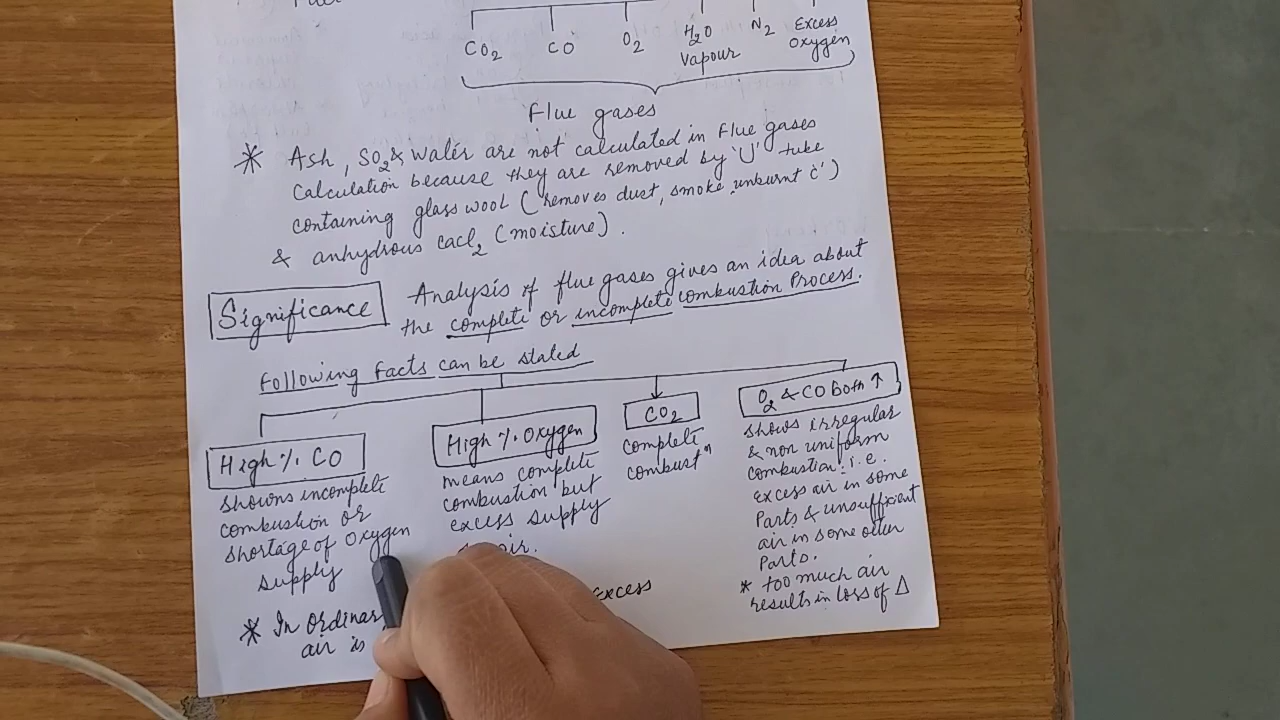 CO2 CO O2 H2O Vapour N2 Excess Oxygen
Flue gases
* Ash, SO2 & Water are not calculated in Flue gases
Calculation because they are removed by 'U' tube
containing glass wool (removes dust, smoke, unburnt 'c')
& anhydrous cacl2 (moisture).
Significance
Analysis of flue gases gives an idea about
the complete or incomplete combustion Process.
Following Facts can be stated
High % CO
shows incomplete
combustion or
shortage of Oxygen
supply
High % Oxygen
means complete
combustion but
excess supply
air.
CO2
complete
combustn
O2 & CO both ↑
shows irregular
& non uniform
combustion! i.e.
excess air in some
Parts & unsufficient
air in some other
Parts.
* too much air
results in loss of Δ
* In ordinar
air is
Excess